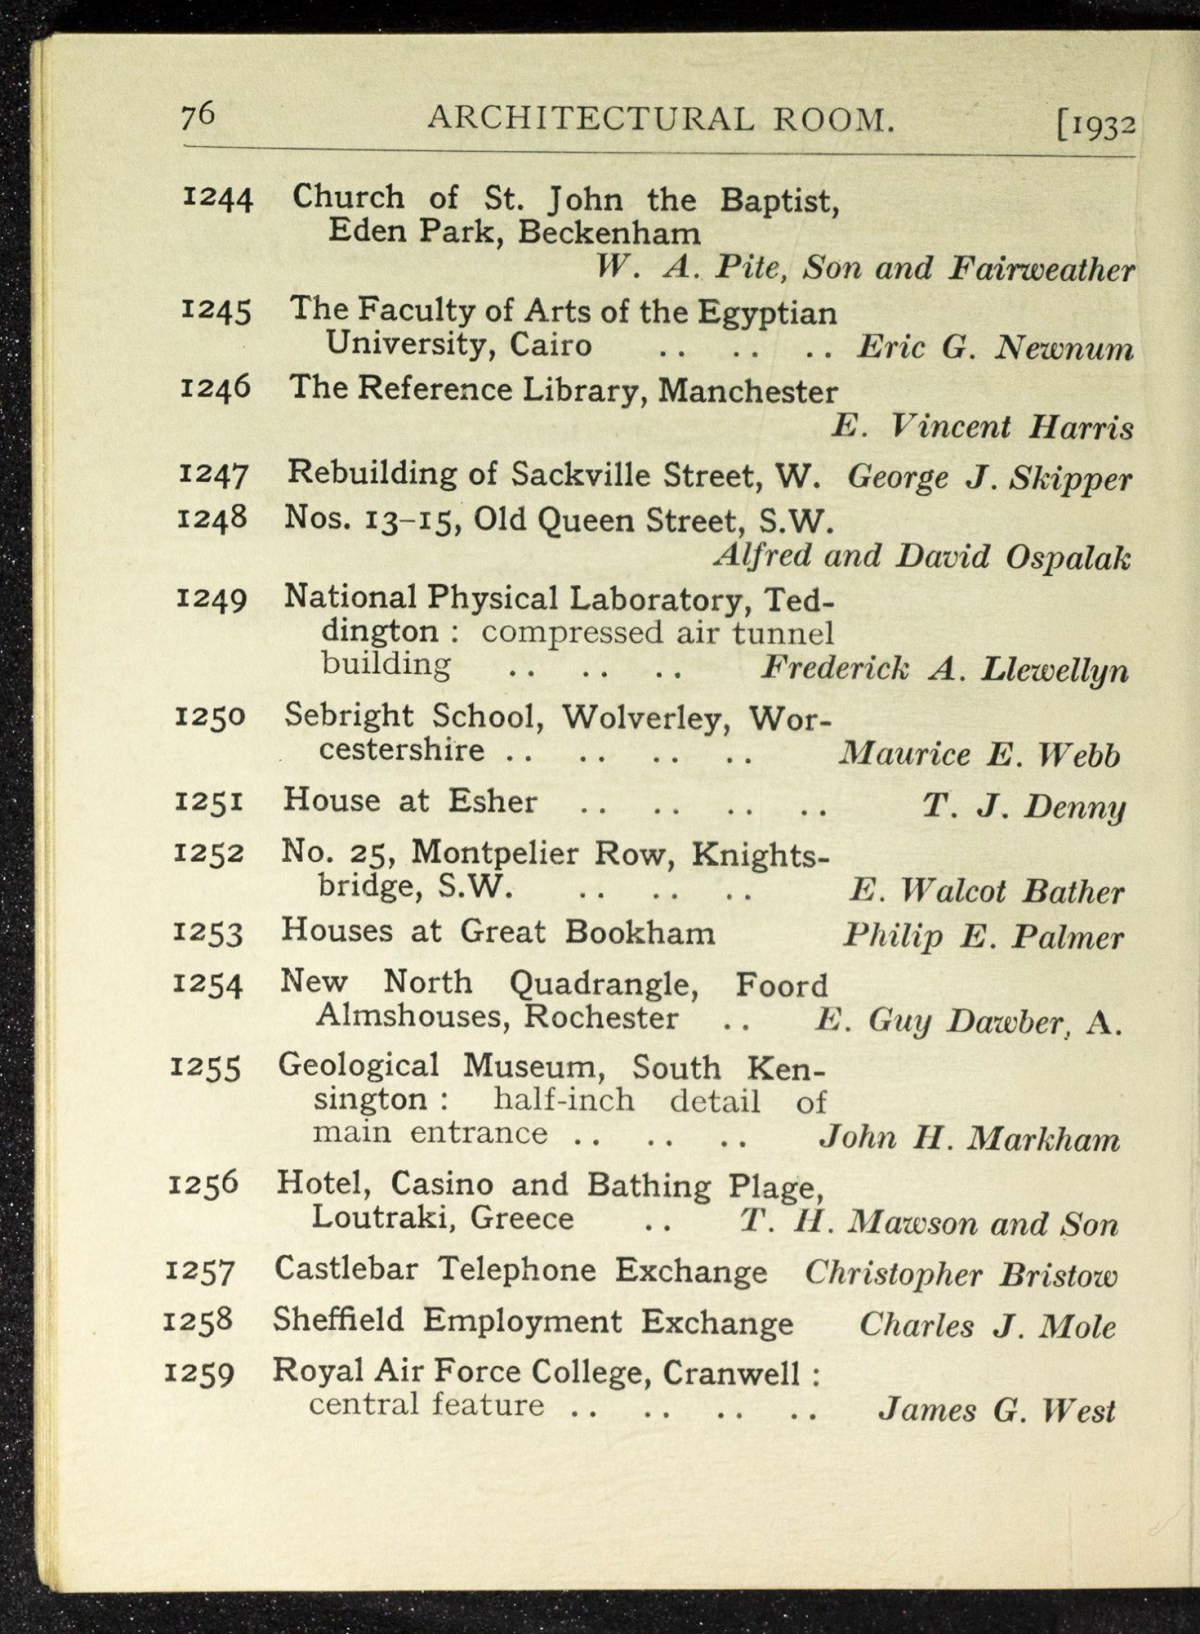 76 ARCHITECTURAL ROOM. [1932
1244 Church of St. John the Baptist,
Eden Park, Beckenham
W. A. Pite, Son and Fairweather
1245 The Faculty of Arts of the Egyptian
University, Cairo .. .. .. Eric G. Newnum
1246 The Reference Library, Manchester
E. Vincent Harris
1247 Rebuilding of Sackville Street, W. George J. Skipper
1248 Nos. 13-15, Old Queen Street, S.W.
Alfred and David Ospalak
1249 National Physical Laboratory, Ted-
dington : compressed air tunnel
building .. .. .. Frederick A. Llewellyn
1250 Sebright School, Wolverley, Wor-
cestershire .. .. .. .. Maurice E. Webb
1251 House at Esher .. .. .. .. T. J. Denny
1252 No. 25, Montpelier Row, Knights-
bridge, S.W. .. .. .. E. Walcot Bather
1253 Houses at Great Bookham Philip E. Palmer
1254 New North Quadrangle, Foord
Almshouses, Rochester .. E. Guy Dawber, A.
1255 Geological Museum, South Ken-
sington : half-inch detail of
main entrance .. .. .. John H. Markham
1256 Hotel, Casino and Bathing Plage,
Loutraki, Greece .. T. H. Mawson and Son
1257 Castlebar Telephone Exchange Christopher Bristow
1258 Sheffield Employment Exchange Charles J. Mole
1259 Royal Air Force College, Cranwell :
central feature .. .. .. .. James G. West